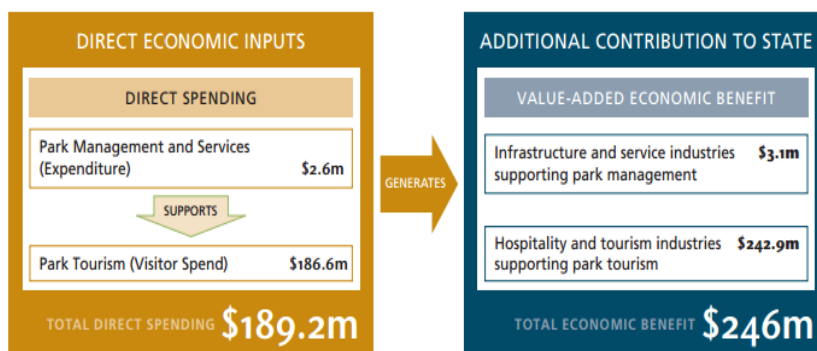 DIRECT ECONOMIC INPUTS
DIRECT SPENDING
Park Management and Services
(Expenditure) $2.6m
SUPPORTS
Park Tourism (Visitor Spend) $186.6m
TOTAL DIRECT SPENDING $189.2m
GENERATES
ADDITIONAL CONTRIBUTION TO STATE
VALUE-ADDED ECONOMIC BENEFIT
Infrastructure and service industries $3.1m
supporting park management
Hospitality and tourism industries $242.9m
supporting park tourism
TOTAL ECONOMIC BENEFIT $246m